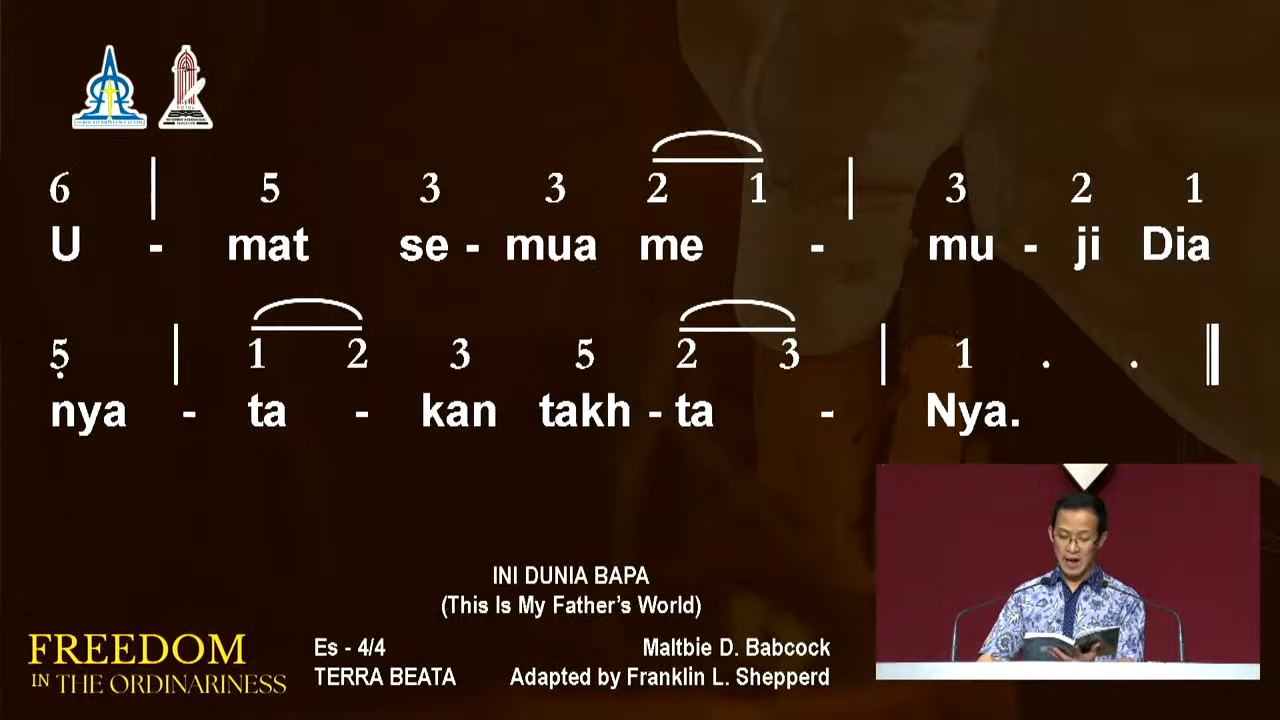 6 | 5 3 3 2 1 | 3 2 1
U - mat se - mua me - mu - ji Dia
5̣ | 1 2 3 5 2 3 | 1 . . ‖
nya - ta - kan takh - ta - Nya.
INI DUNIA BAPA
(This Is My Father's World)
FREEDOM
IN THE ORDINARINESS
Es - 4/4
TERRA BEATA
Maltbie D. Babcock
Adapted by Franklin L. Shepperd